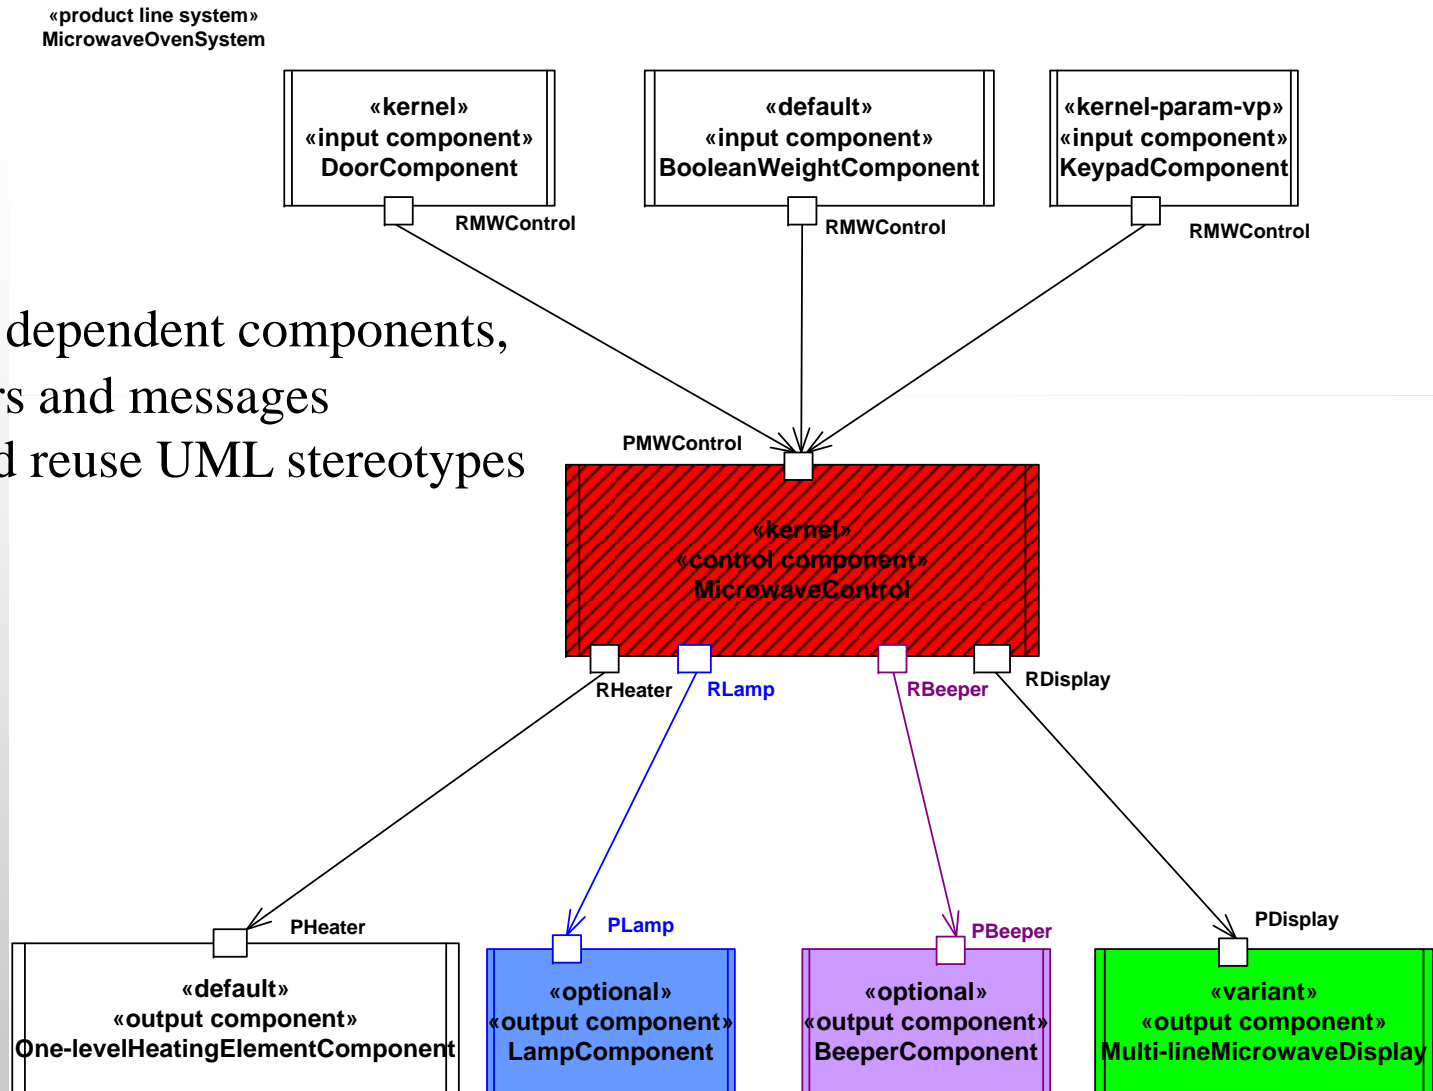 «product line system»
MicrowaveOvenSystem
«kernel»
«input component»
DoorComponent
«default»
«input component»
BooleanWeightComponent
«kernel-param-vp»
«input component»
KeypadComponent
RMWControl
RMWControl
RMWControl
dependent components,
rs and messages
d reuse UML stereotypes
PMWControl
«kernel»
«control component»
MicrowaveControl
RHeater
RLamp
RBeeper
RDisplay
PHeater
PLamp
PBeeper
PDisplay
«default»
«output component»
One-levelHeatingElementComponent
«optional»
«output component»
LampComponent
«optional»
«output component»
BeeperComponent
«variant»
«output component»
Multi-lineMicrowaveDisplay